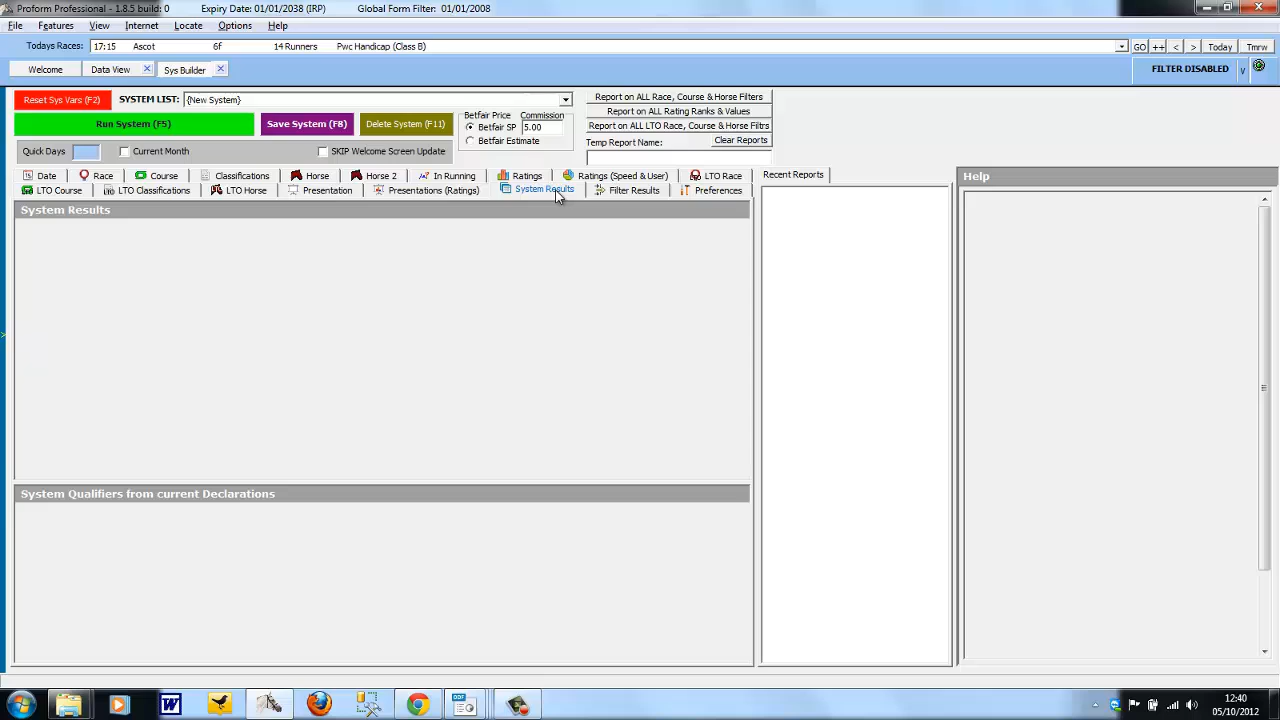 Proform Professional - 1.8.5 build: 0 Expiry Date: 01/01/2038 (IRP) Global Form Filter: 01/01/2008
File Features View Internet Locate Options Help
Todays Races: 17:15 Ascot 6f 14 Runners Pwc Handicap (Class B) GO ++ < > Today Tmrw
Welcome Data View Sys Builder FILTER DISABLED v
Reset Sys Vars (F2) SYSTEM LIST: {New System} Report on ALL Race, Course & Horse Filters
Betfair Price Commission Report on ALL Rating Ranks & Values
Run System (F5) Save System (F8) Delete System (F11) Betfair SP 5.00 Report on ALL LTO Race, Course & Horse Filtrs
Betfair Estimate Temp Report Name: Clear Reports
Quick Days Current Month SKIP Welcome Screen Update
Date Race Course Classifications Horse Horse 2 In Running Ratings Ratings (Speed & User) LTO Race Recent Reports Help
LTO Course LTO Classifications LTO Horse Presentation Presentations (Ratings) System Results Filter Results Preferences
System Results
System Qualifiers from current Declarations
12:40
05/10/2012